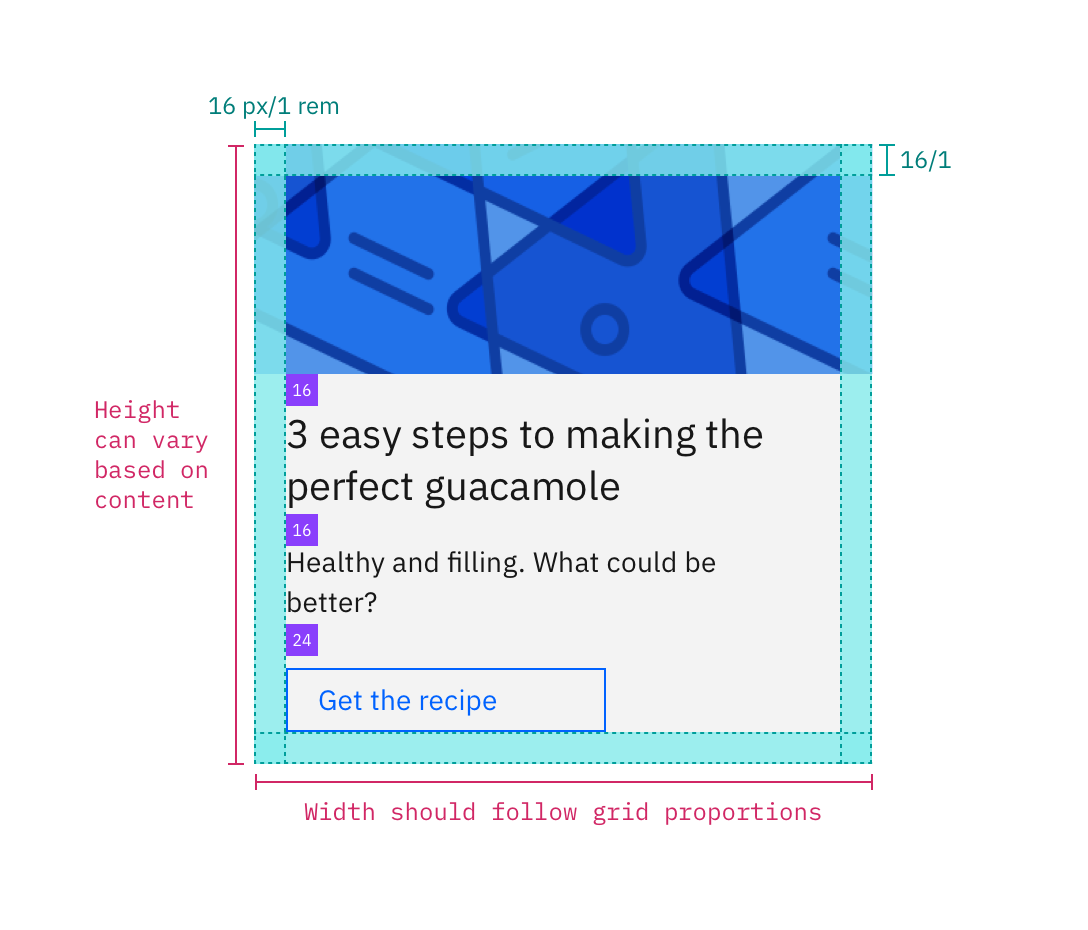 16 px/1 rem
16/1
16
3 easy steps to making the
perfect guacamole
16
Healthy and filling. What could be
better?
24
Get the recipe
Height
can vary
based on
content
Width should follow grid proportions